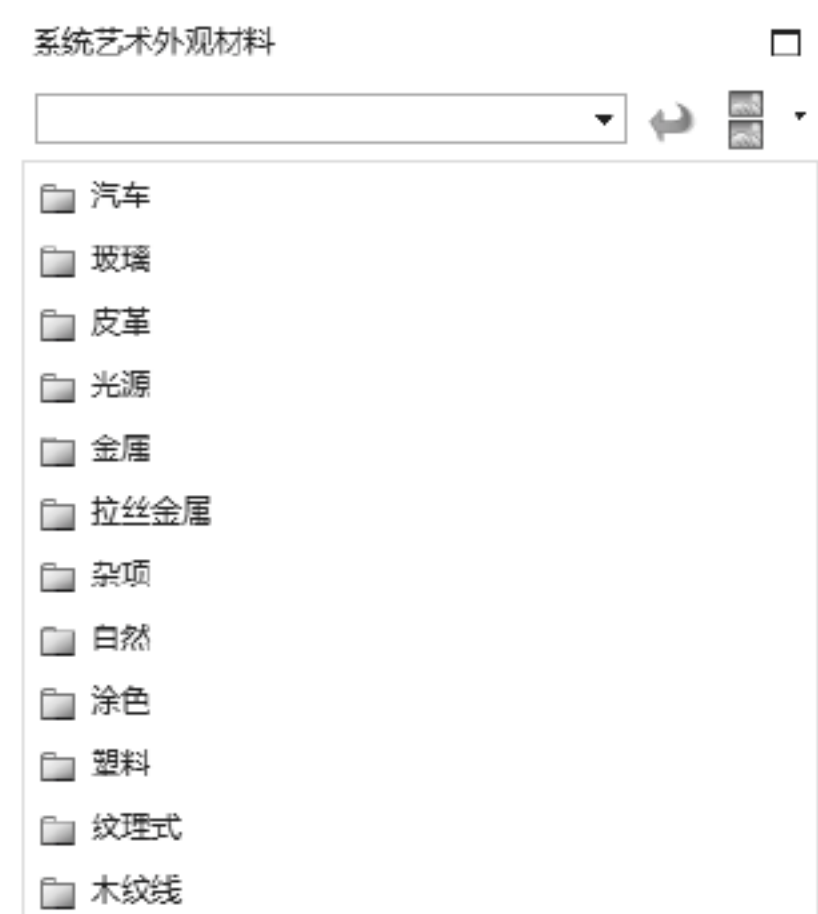 系统艺术外观材料
汽车
玻璃
皮革
光源
金属
拉丝金属
杂项
自然
涂色
塑料
纹理式
木纹线